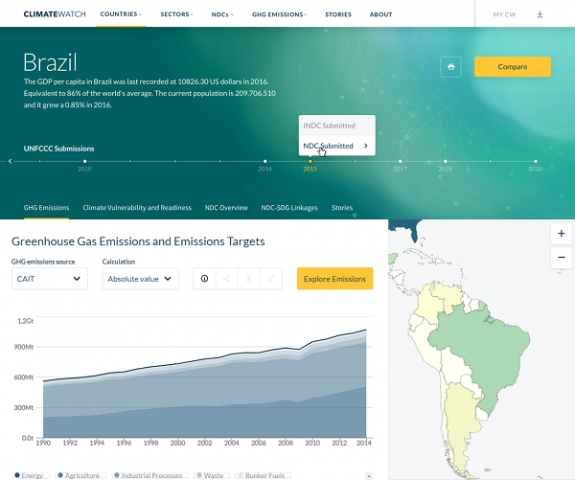 CLIMATEWATCH COUNTRIES SECTORS NDCs GHG EMISSIONS STORIES ABOUT MY CW
Brazil
The GDP per capita in Brazil was last recorded at 10826.30 US dollars in 2016.
Equivalent to 86% of the world's average. The current population is 209,706,510
and it grew a 0.85% in 2016.
Compare
INDC Submitted
NDC Submitted
UNFCCC Submissions
2010 2014 2015 2017 2018 2020
GHG Emissions Climate Vulnerability and Readiness NDC Overview NDC-SDG Linkages Stories
Greenhouse Gas Emissions and Emissions Targets
GHG emissions source Calculation
CAIT Absolute value Explore Emissions
1.2Gt
900Mt
600Mt
300Mt
0.0t
1990 1992 1994 1996 1998 2000 2002 2004 2006 2008 2010 2012 2014
Energy Agriculture Industrial Processes Waste Bunker Fuels